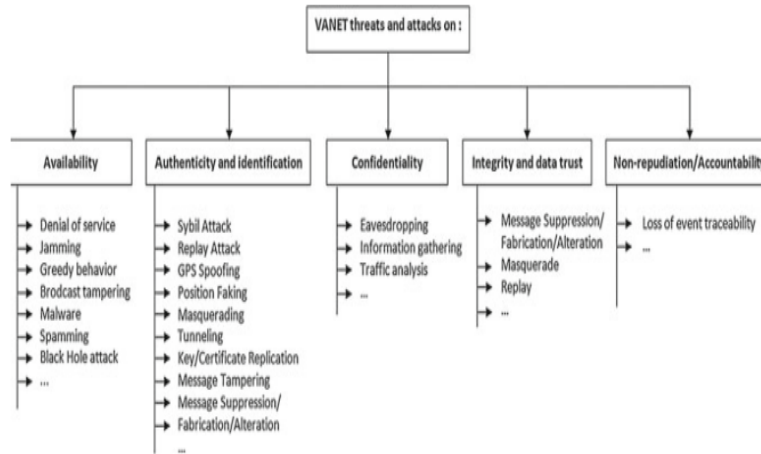 VANET threats and attacks on :
Availability
Denial of service
Jamming
Greedy behavior
Brodcast tampering
Malware
Spamming
Black Hole attack
...
Authenticity and identification
Sybil Attack
Replay Attack
GPS Spoofing
Position Faking
Masquerading
Tunneling
Key/Certificate Replication
Message Tampering
Message Suppression/
Fabrication/Alteration
...
Confidentiality
Eavesdropping
Information gathering
Traffic analysis
...
Integrity and data trust
Message Suppression/
Fabrication/Alteration
Masquerade
Replay
...
Non-repudiation/Accountability
Loss of event traceability
...